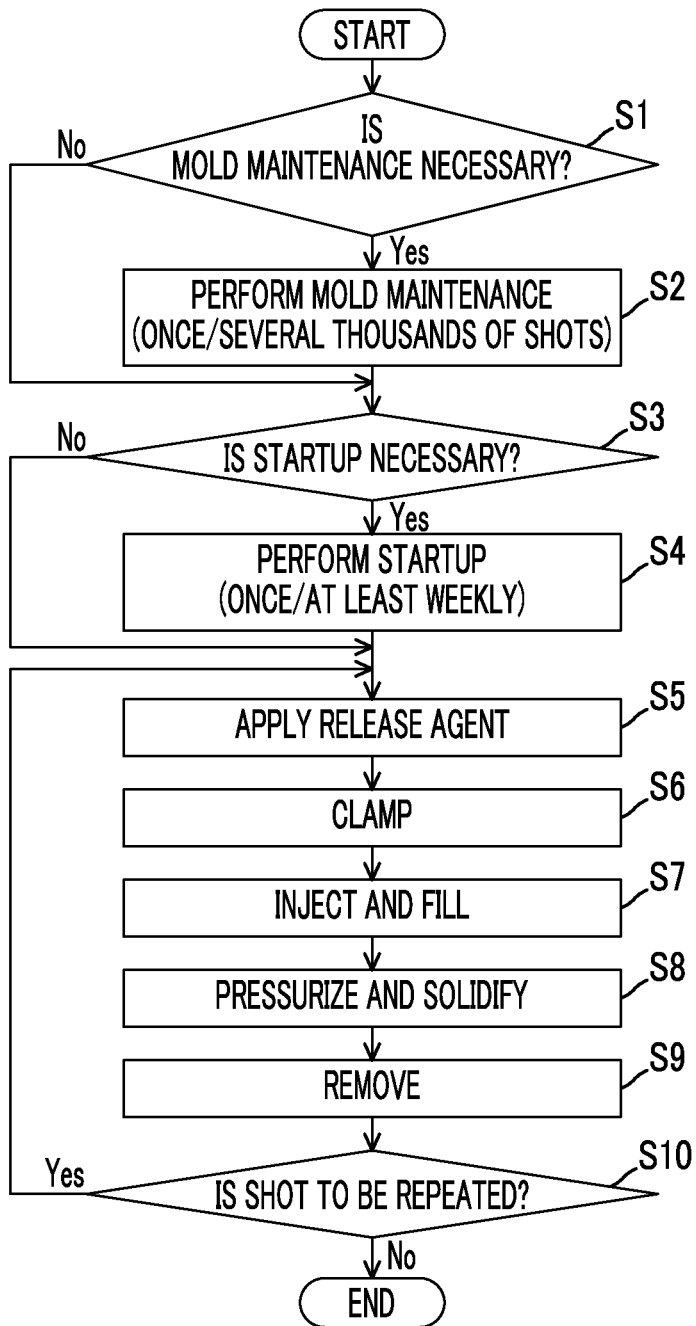 START
IS
MOLD MAINTENANCE NECESSARY?
S1
No
Yes
PERFORM MOLD MAINTENANCE
(ONCE/SEVERAL THOUSANDS OF SHOTS)
S2
No
IS STARTUP NECESSARY?
S3
Yes
PERFORM STARTUP
(ONCE/AT LEAST WEEKLY)
S4
APPLY RELEASE AGENT
S5
CLAMP
S6
INJECT AND FILL
S7
PRESSURIZE AND SOLIDIFY
S8
REMOVE
S9
Yes
IS SHOT TO BE REPEATED?
S10
No
END